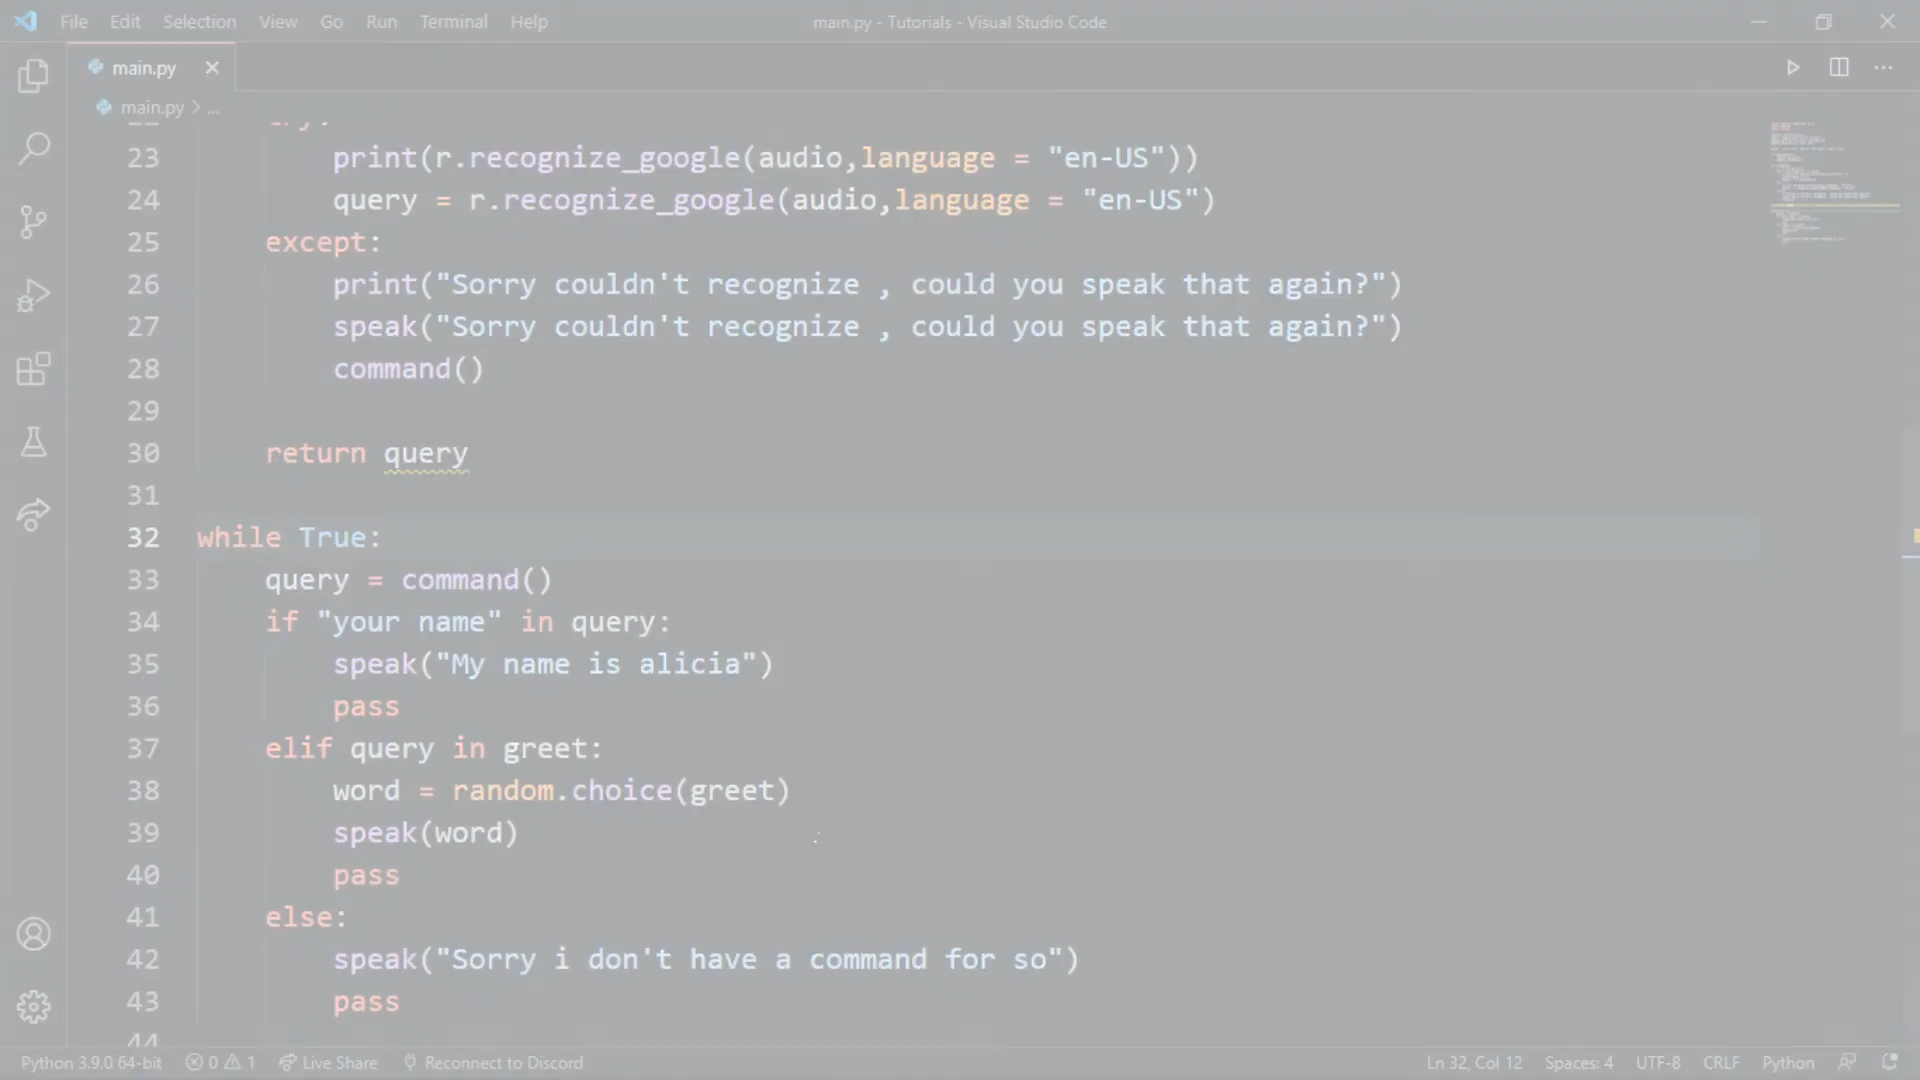 File Edit Selection View Go Run Terminal Help
main.py - Tutorials - Visual Studio Code
main.py
main.py > ...
23 print(r.recognize_google(audio,language = "en-US"))
24 query = r.recognize_google(audio,language = "en-US")
25 except:
26 print("Sorry couldn't recognize , could you speak that again?")
27 speak("Sorry couldn't recognize , could you speak that again?")
28 command()
29
30 return query
31
32 while True:
33 query = command()
34 if "your name" in query:
35 speak("My name is alicia")
36 pass
37 elif query in greet:
38 word = random.choice(greet)
39 speak(word)
40 pass
41 else:
42 speak("Sorry i don't have a command for so")
43 pass
44
Python 3.9.0 64-bit 0 1 Live Share Reconnect to Discord Ln 32, Col 12 Spaces: 4 UTF-8 CRLF Python